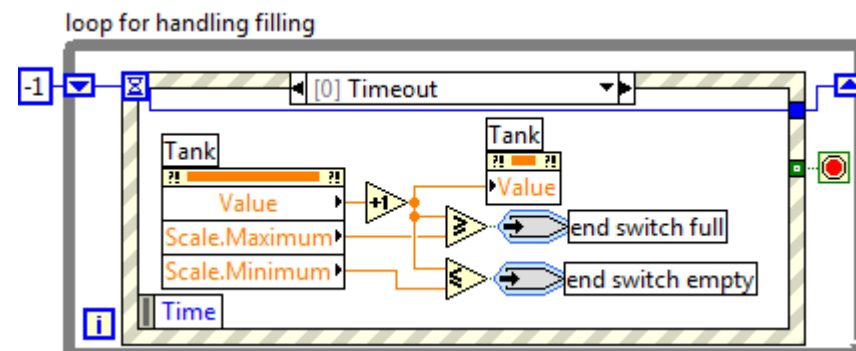 loop for handling filling
-1
[0] Timeout
Tank
?! ?!
Value
Scale.Maximum
Scale.Minimum
+1
Tank
?! ?!
Value
≥
end switch full
≤
end switch empty
Time
i